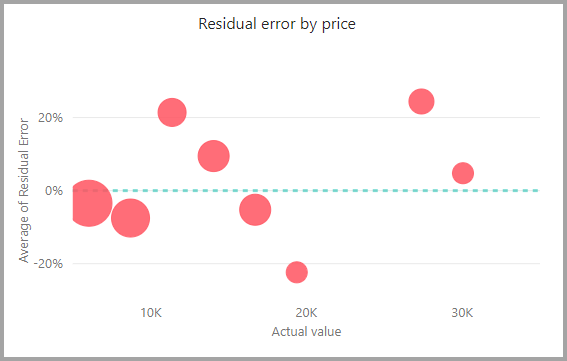 Residual error by price
Average of Residual Error
20%
0%
-20%
10K
20K
30K
Actual value